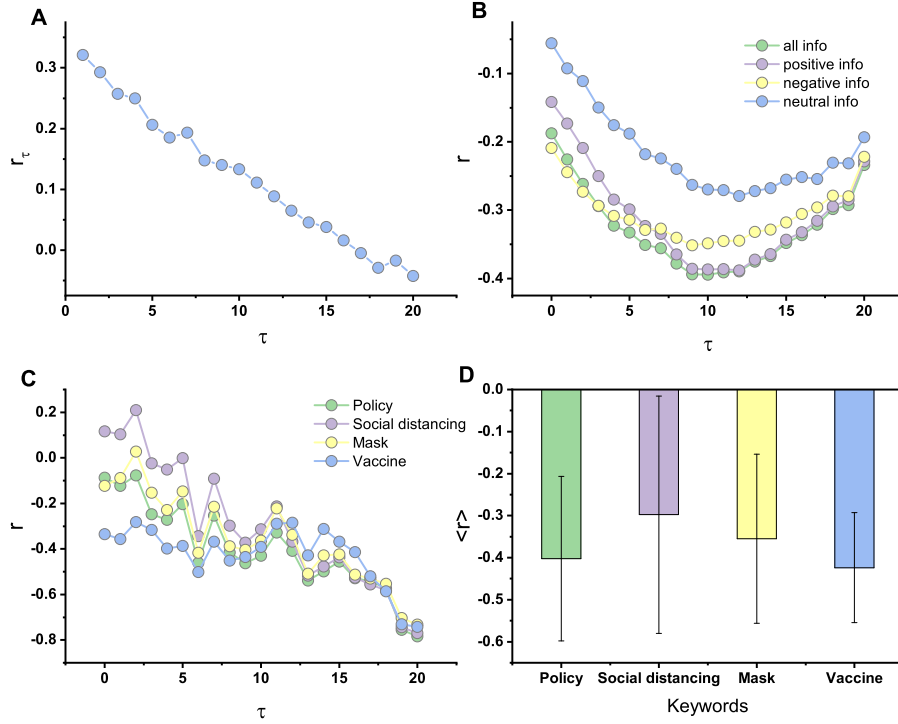 A
0.3
0.2
0.1
0.0
rτ
0 5 10 15 20
τ
B
all info
positive info
negative info
neutral info
-0.1
-0.2
-0.3
-0.4
r
0 5 10 15 20
τ
C
Policy
Social distancing
Mask
Vaccine
0.2
0.0
-0.2
-0.4
-0.6
-0.8
r
0 5 10 15 20
τ
D
0.0
-0.1
-0.2
-0.3
-0.4
-0.5
-0.6
<r>
Policy Social distancing Mask Vaccine
Keywords